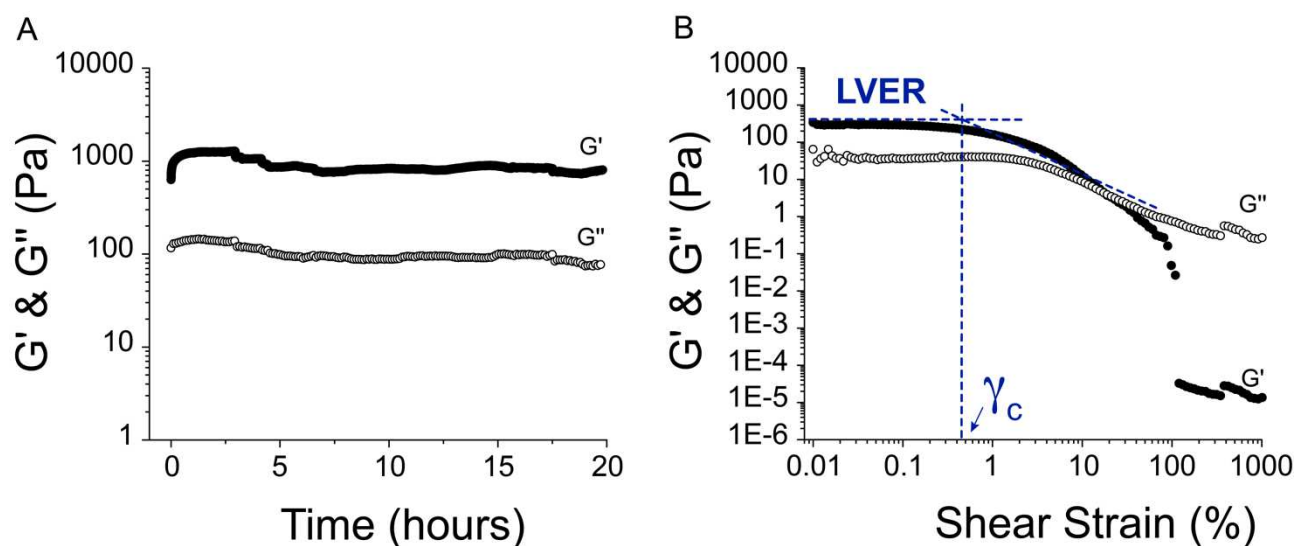 A
G' & G" (Pa)
10000
1000
100
10
1
G'
G"
0
5
10
15
20
Time (hours)
B
G' & G" (Pa)
10000
1000
100
10
1
1E-1
1E-2
1E-3
1E-4
1E-5
1E-6
LVER
G"
G'
γc
0.01
0.1
1
10
100
1000
Shear Strain (%)